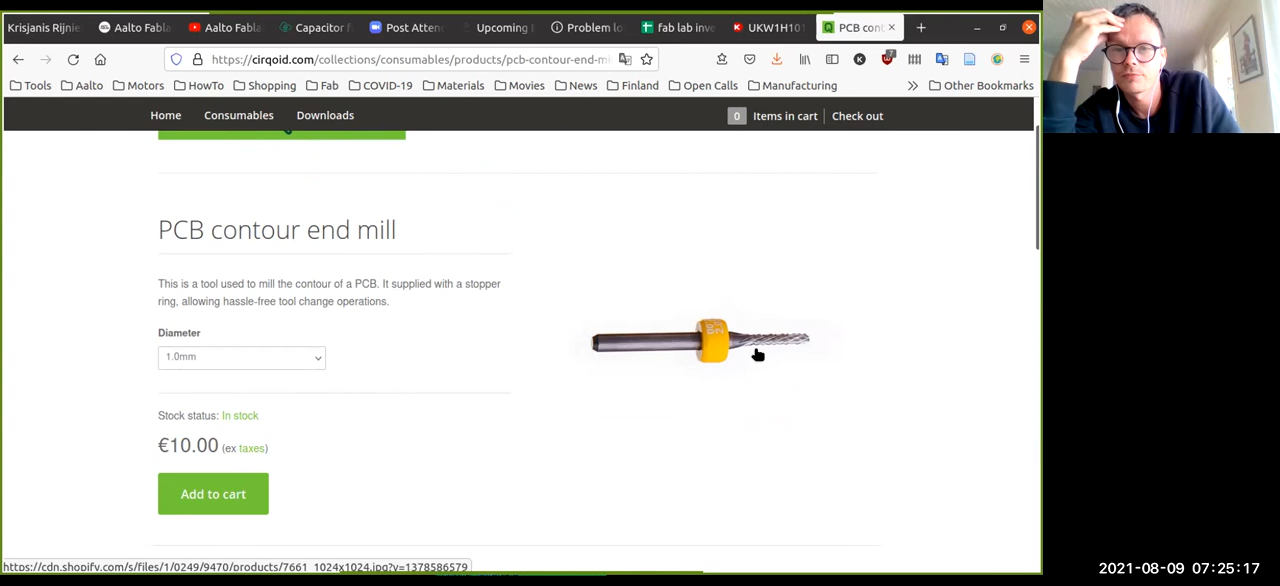 Krisjanis Rijnie
Aalto Fabla
Aalto Fabla
Capacitor f
Post Atten
Upcoming
Problem lo
fab lab inve
UKW1H101
PCB cont
https://cirqoid.com/collections/consumables/products/pcb-contour-end-mi
Tools
Aalto
Motors
HowTo
Shopping
Fab
COVID-19
Materials
Movies
News
Finland
Open Calls
Manufacturing
Other Bookmarks
Home
Consumables
Downloads
0
Items in cart
Check out
PCB contour end mill
This is a tool used to mill the contour of a PCB. It supplied with a stopper
ring, allowing hassle-free tool change operations.
Diameter
1.0mm
Stock status: In stock
€10.00 (ex taxes)
Add to cart
https://cdn.shopify.com/s/files/1/0249/9470/products/7661_1024x1024.jpg?v=1378586579
2021-08-09 07:25:17